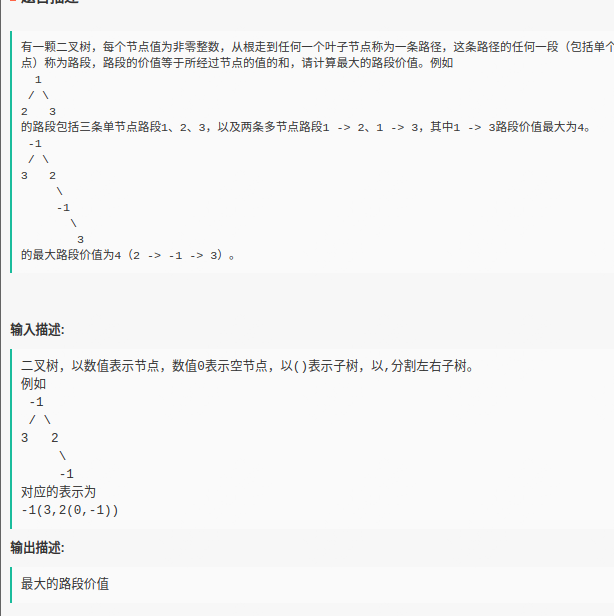 有一颗二叉树，每个节点值为非零整数，从根走到任何一个叶子节点称为一条路径，这条路径的任何一段（包括单个
点）称为路段，路段的价值等于所经过节点的值的和，请计算最大的路段价值。例如
1
/ \
2 3
的路段包括三条单节点路段1、2、3，以及两条多节点路段1 -> 2、1 -> 3，其中1 -> 3路段价值最大为4。
-1
/ \
3 2
\
-1
\
3
的最大路段价值为4（2 -> -1 -> 3）。
输入描述:
二叉树，以数值表示节点，数值0表示空节点，以()表示子树，以,分割左右子树。
例如
-1
/ \
3 2
\
-1
对应的表示为
-1(3,2(0,-1))
输出描述:
最大的路段价值